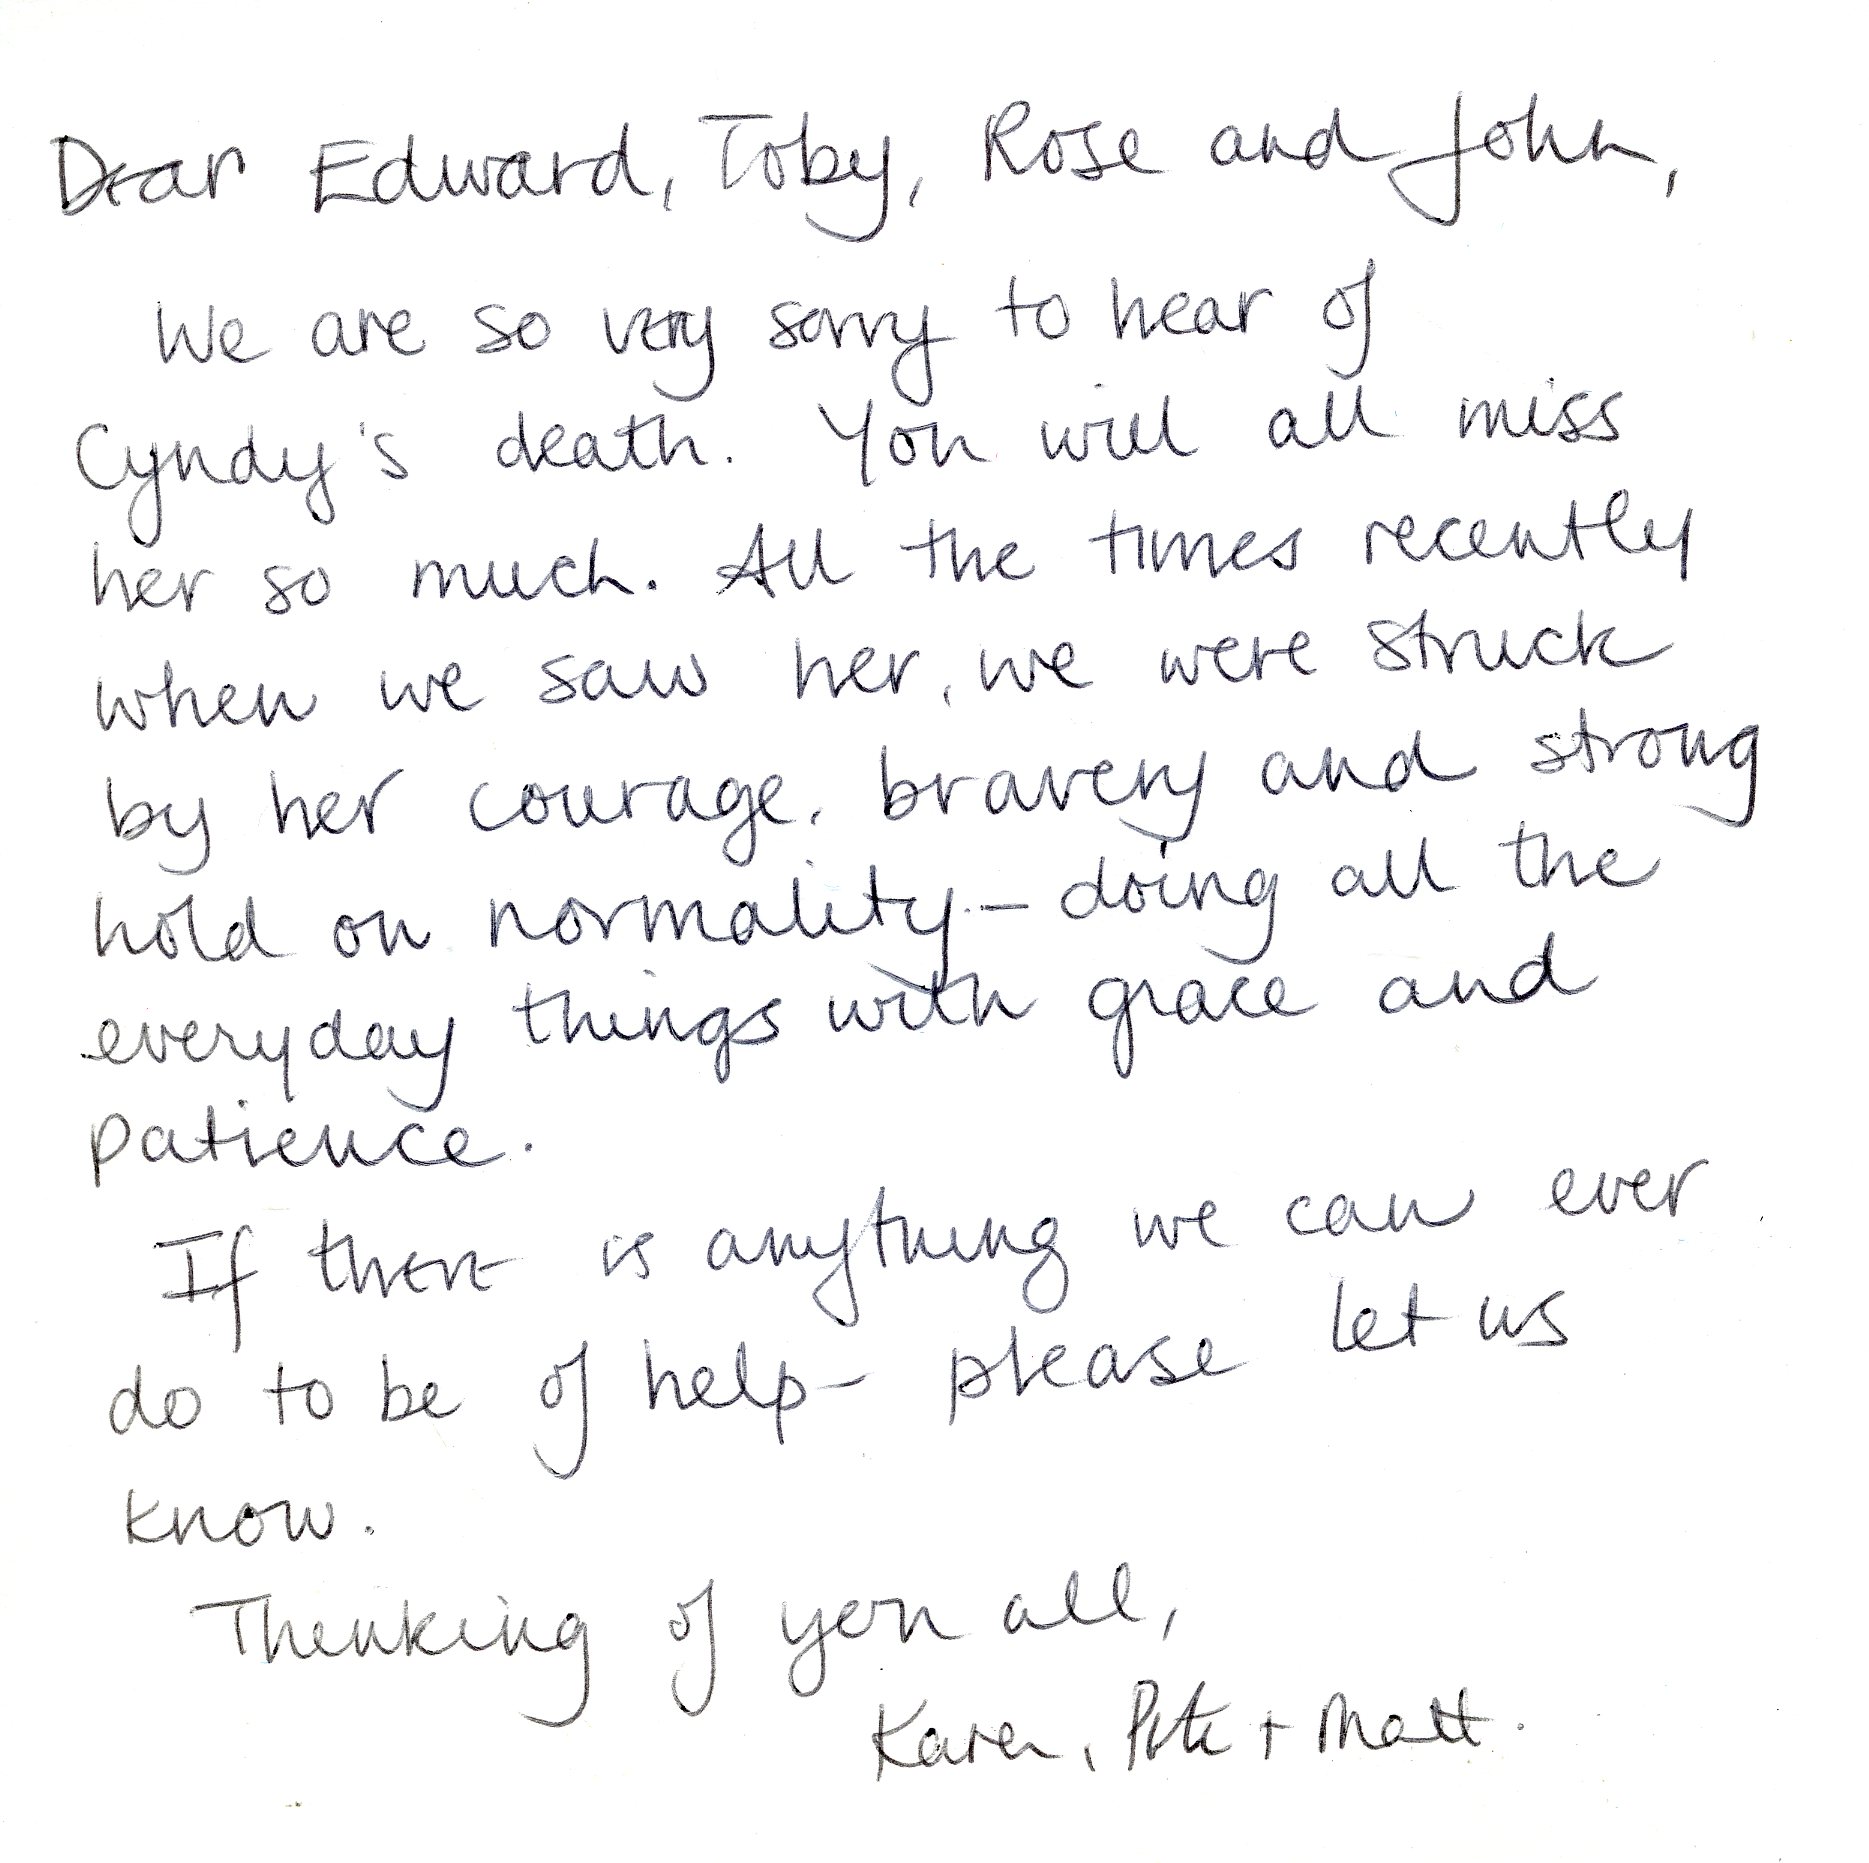 Dear Edward, Toby, Rose and John,
We are so very sorry to hear of
Cyndy's death. You will all miss
her so much. All the times recently
when we saw her, we were struck
by her courage, bravery and strong
hold on normality - doing all the
everyday things with grace and
patience.
If there is anything we can ever
do to be of help - please let us
know.
Thinking of you all,
Karen, Pete + Matt.